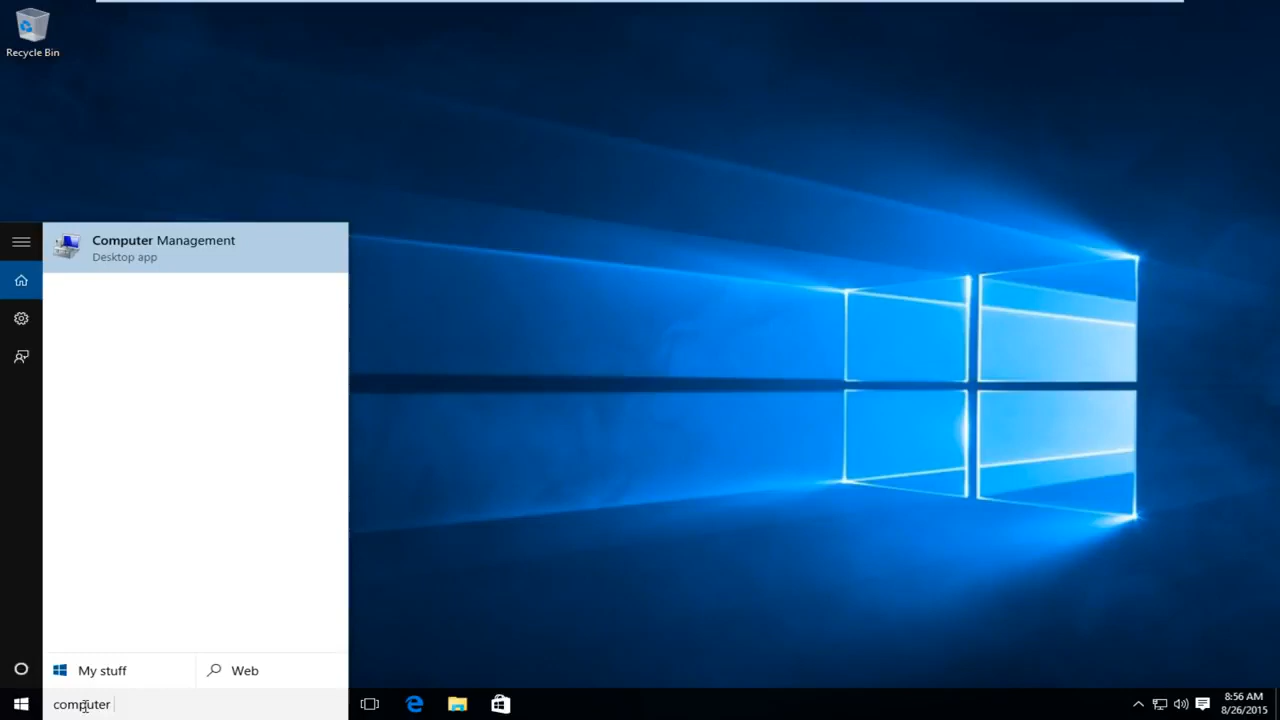 Recycle Bin
Computer Management
Desktop app
My stuff
Web
computer
8:56 AM
8/26/2015